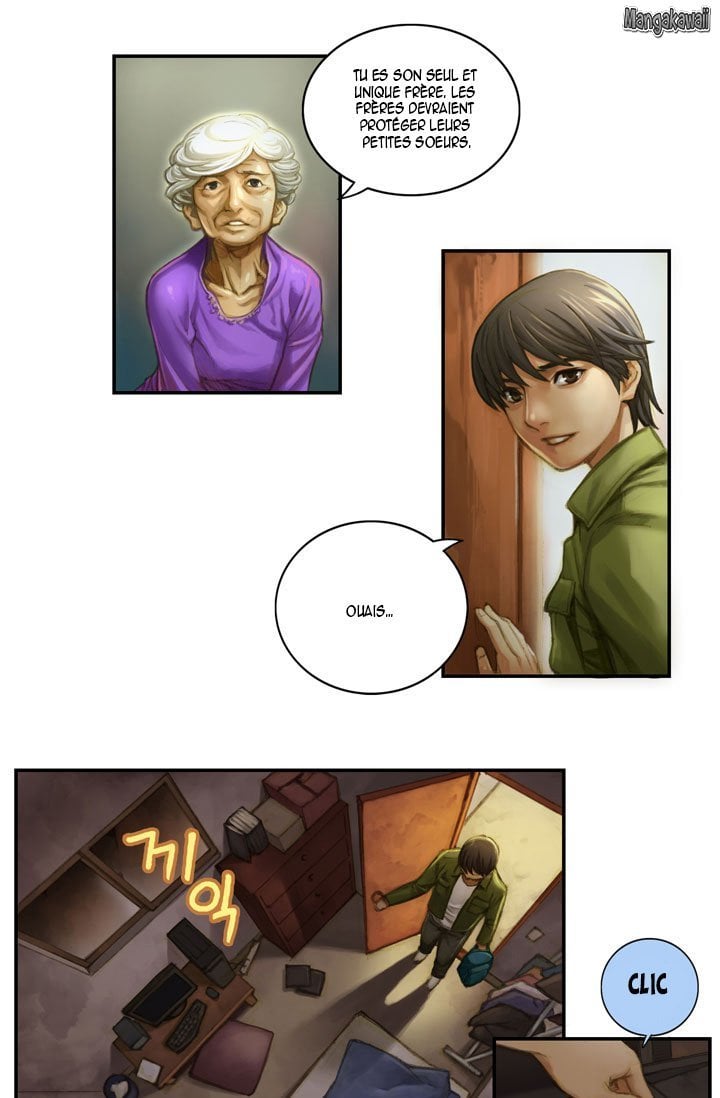 Mangakawaii
TU ES SON SEUL ET
UNIQUE FRÈRE. LES
FRÈRES DEVRAIENT
PROTÉGER LEURS
PETITES SOEURS.
OUAIS...
끼익
CLIC